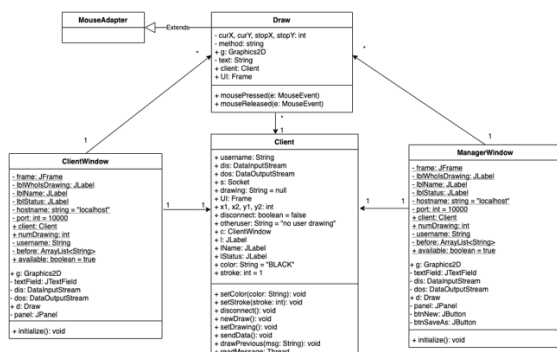 MouseAdapter
Extends
Draw
- curX, curY, stopX, stopY: int
- method: string
+ g: Graphics2D
- text: String
+ client: Client
+ UI: Frame
+ mousePressed(e: MouseEvent)
+ mouseReleased(e: MouseEvent)
*
*
*
1
1
1
ClientWindow
- frame: JFrame
- lblWhoIsDrawing: JLabel
- lblName: JLabel
- lblStatus: JLabel
- hostname: string = "localhost"
- port: int = 10000
+ client: Client
+ numDrawing: int
- username: String
- before: ArrayList<String>
+ available: boolean = true
+ g: Graphics2D
- textField: JTextField
- dis: DataInputStream
- dos: DataOutputStream
+ d: Draw
- panel: JPanel
+ initialize(): void
1
1
Client
+ username: String
+ dis: DataInputStream
+ dos: DataOutputStream
+ s: Socket
+ drawing: String = null
+ UI: Frame
+ x1, x2, y1, y2: int
+ disconnect: boolean = false
+ otheruser: String = "no user drawing"
+ c: ClientWindow
+ l: JLabel
+ lName: JLabel
+ lStatus: JLabel
+ color: String = "BLACK"
+ stroke: int = 1
+ setColor(color: String): void
+ setStroke(stroke: int): void
+ disconnect(): void
+ newDraw(): void
+ setDrawing(): void
+ sendData(): void
+ drawPrevious(msg: String): void
+ readMessage: Thread
1
1
ManagerWindow
- frame: JFrame
- lblWhoIsDrawing: JLabel
- lblName: JLabel
- lblStatus: JLabel
- hostname: string = "localhost"
- port: int = 10000
+ client: Client
+ numDrawing: int
- username: String
- before: ArrayList<String>
+ available: boolean = true
+ g: Graphics2D
- textField: JTextField
- dis: DataInputStream
- dos: DataOutputStream
+ d: Draw
- panel: JPanel
- btnNew: JButton
- btnSaveAs: JButton
+ initialize(): void